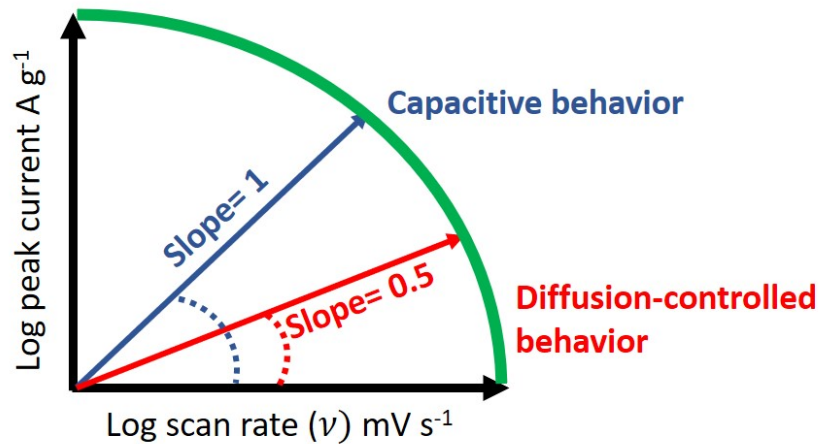 Log peak current A g⁻¹
Capacitive behavior
Slope= 1
Slope= 0.5
Diffusion-controlled
behavior
Log scan rate (ν) mV s⁻¹